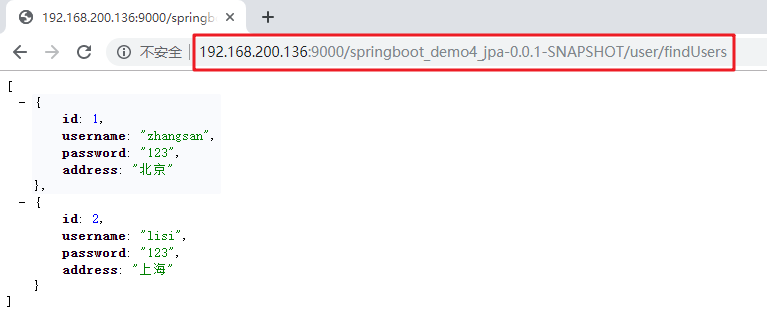 192.168.200.136:9000/springb
不安全
192.168.200.136:9000/springboot_demo4_jpa-0.0.1-SNAPSHOT/user/findUsers
[
- {
id: 1,
username: "zhangsan",
password: "123",
address: "北京"
},
- {
id: 2,
username: "lisi",
password: "123",
address: "上海"
}
]